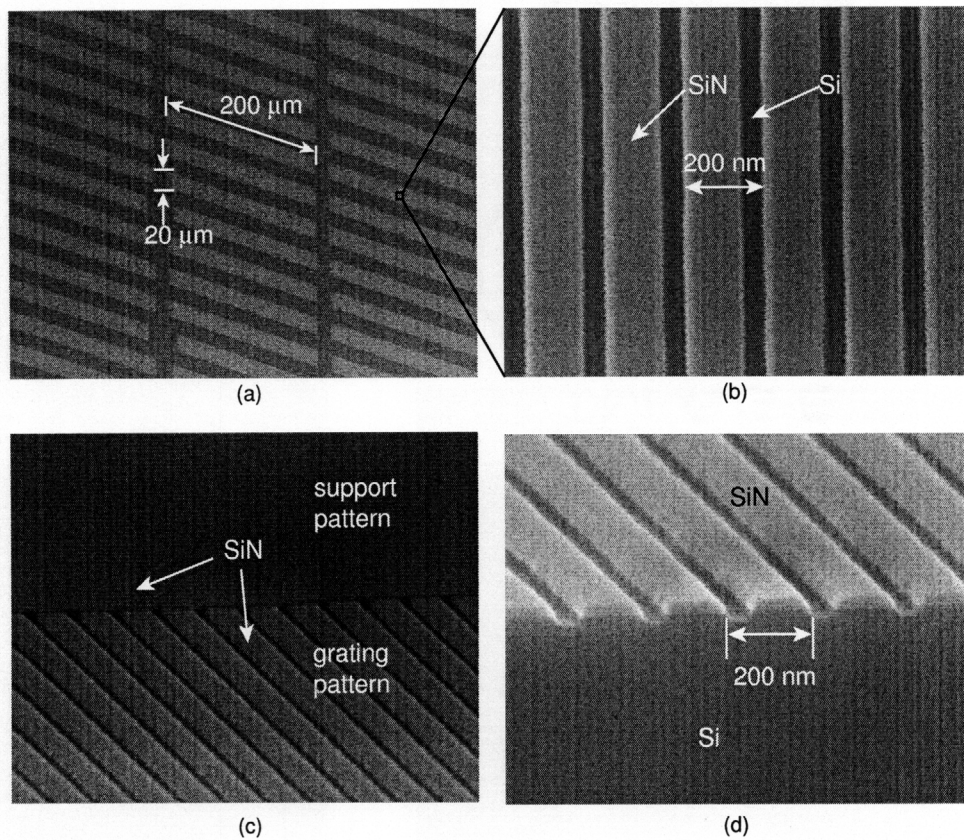 200 μm
20 μm
(a)
SiN
Si
200 nm
(b)
support
pattern
SiN
grating
pattern
(c)
SiN
200 nm
Si
(d)